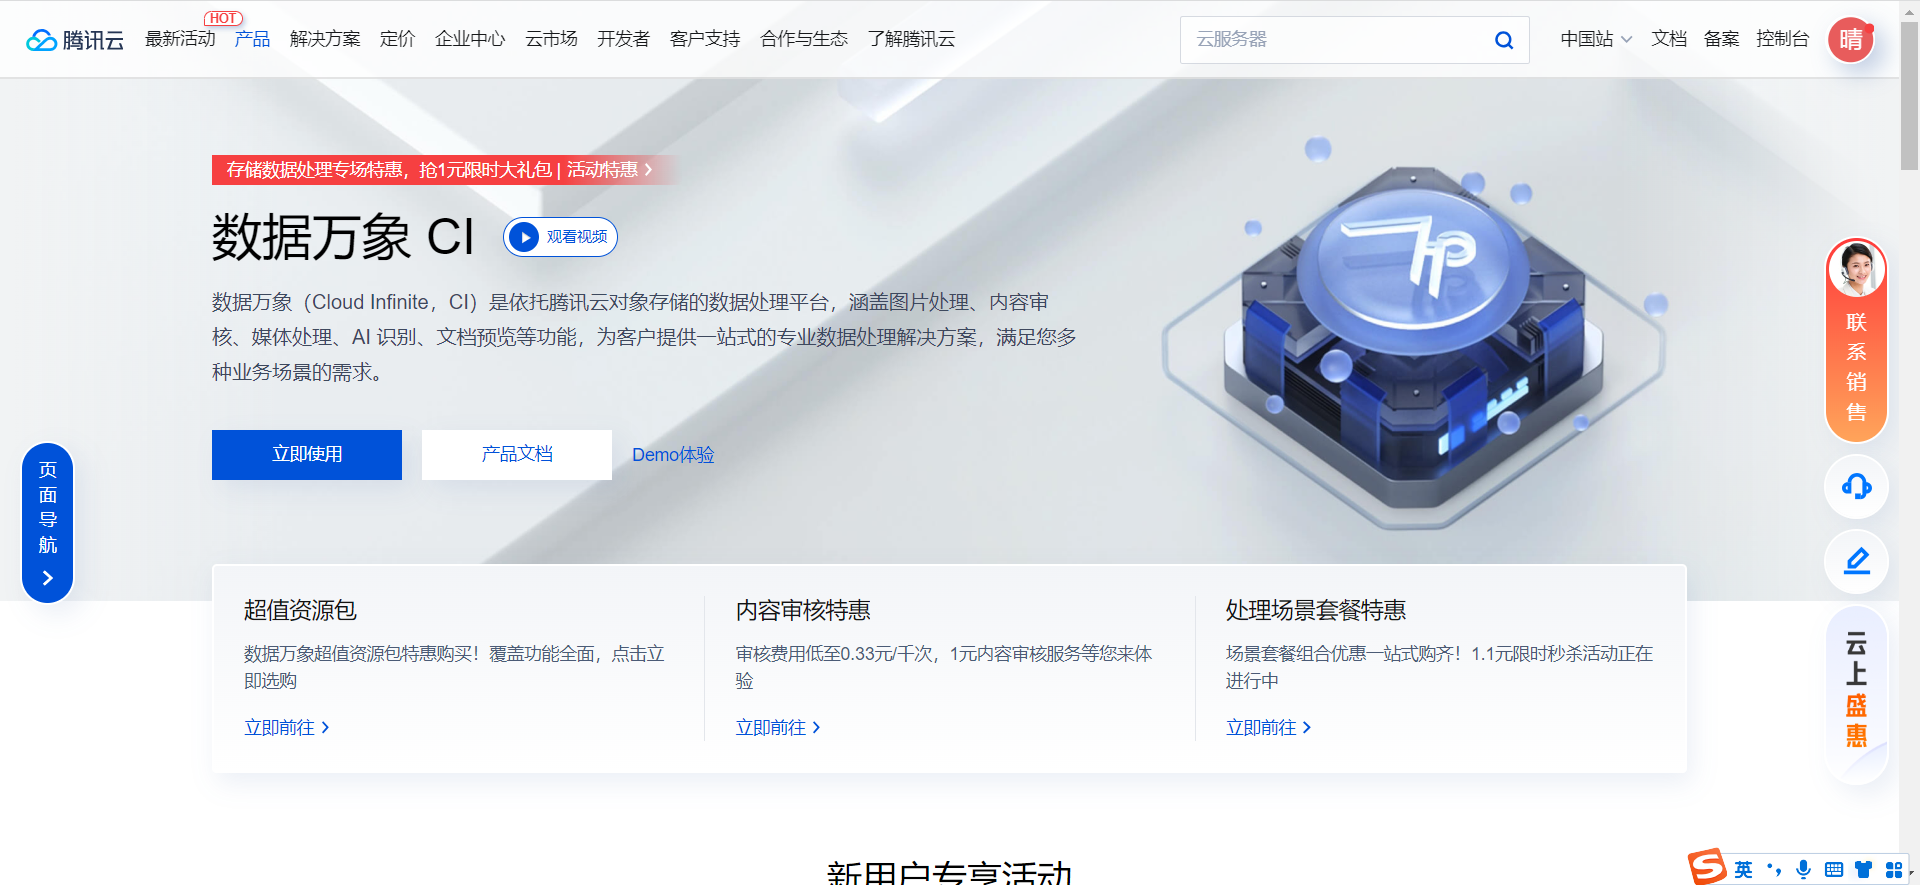 腾讯云
最新活动
HOT
产品
解决方案
定价
企业中心
云市场
开发者
客户支持
合作与生态
了解腾讯云
云服务器
中国站
文档
备案
控制台
晴
存储数据处理专场特惠，抢1元限时大礼包 | 活动特惠
数据万象 CI
观看视频
数据万象（Cloud Infinite，CI）是依托腾讯云对象存储的数据处理平台，涵盖图片处理、内容审
核、媒体处理、AI 识别、文档预览等功能，为客户提供一站式的专业数据处理解决方案，满足您多
种业务场景的需求。
立即使用
产品文档
Demo体验
页面导航
联系销售
云上盛惠
超值资源包
数据万象超值资源包特惠购买！覆盖功能全面，点击立
即选购
立即前往
内容审核特惠
审核费用低至0.33元/千次，1元内容审核服务等您来体
验
立即前往
处理场景套餐特惠
场景套餐组合优惠一站式购齐！1.1元限时秒杀活动正在
进行中
立即前往
新用户专享活动
英